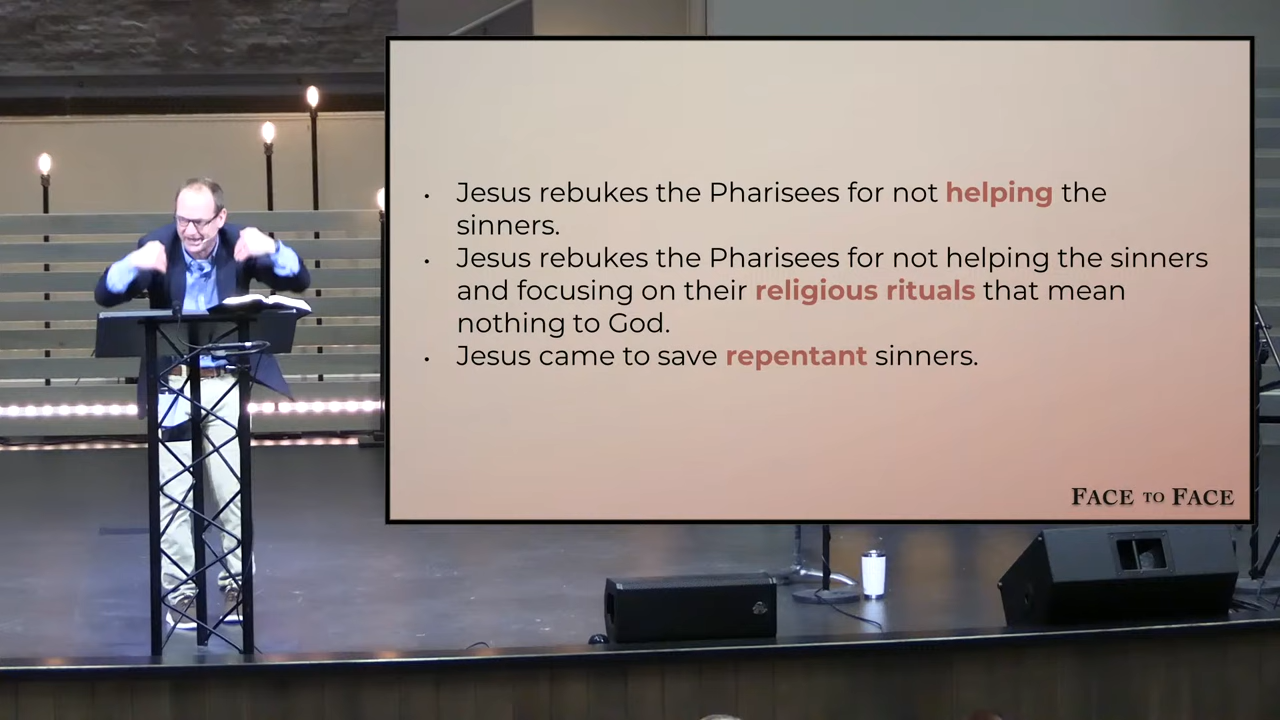 • Jesus rebukes the Pharisees for not helping the
sinners.
• Jesus rebukes the Pharisees for not helping the sinners
and focusing on their religious rituals that mean
nothing to God.
• Jesus came to save repentant sinners.
FACE TO FACE